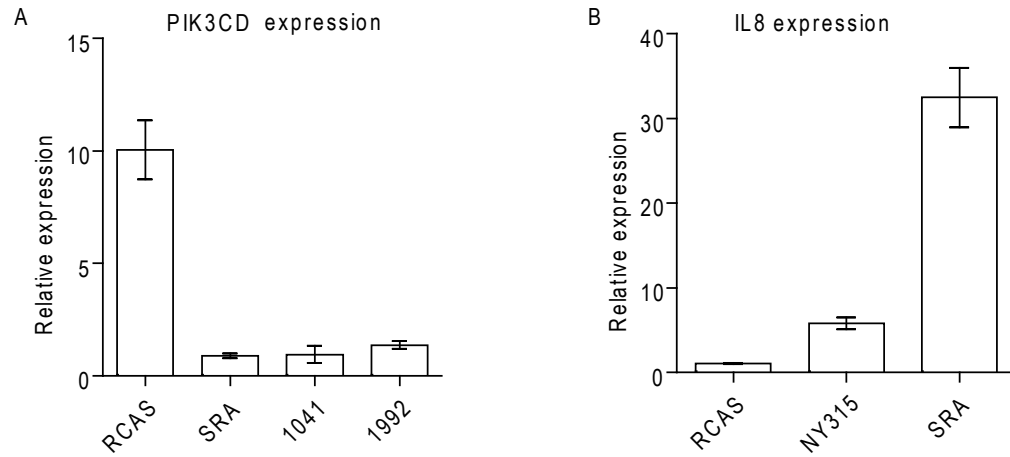 A
PIK3CD expression
Relative expression
15
10
5
0
RCAS
SRA
1041
1992
B
IL8 expression
Relative expression
40
30
20
10
0
RCAS
NY315
SRA